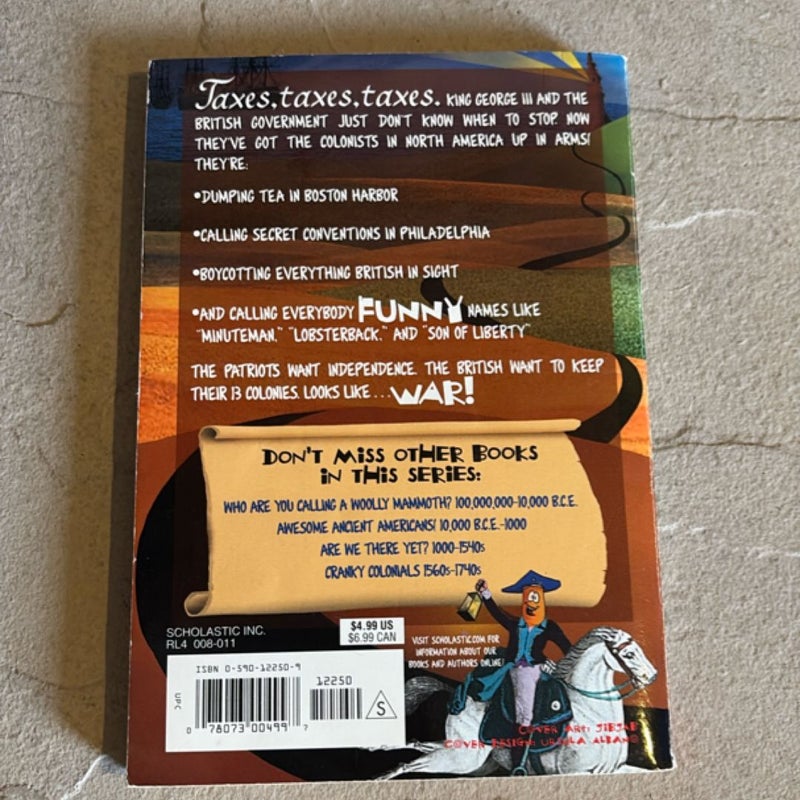 Taxes, taxes, taxes. KING GEORGE III AND THE
BRITISH GOVERNMENT JUST DON'T KNOW WHEN TO STOP. NOW
THEY'VE GOT THE COLONISTS IN NORTH AMERICA UP IN ARMS!
THEY'RE:
•DUMPING TEA IN BOSTON HARBOR
•CALLING SECRET CONVENTIONS IN PHILADELPHIA
•BOYCOTTING EVERYTHING BRITISH IN SIGHT
•AND CALLING EVERYBODY FUNNY NAMES LIKE
"MINUTEMAN," "LOBSTERBACK," AND "SON OF LIBERTY"
THE PATRIOTS WANT INDEPENDENCE. THE BRITISH WANT TO KEEP
THEIR 13 COLONIES. LOOKS LIKE ... WAR!
DON'T MISS OTHER BOOKS
IN THIS SERIES:
WHO ARE YOU CALLING A WOOLLY MAMMOTH? 100,000,000-10,000 B.C.E.
AWESOME ANCIENT AMERICANS! 10,000 B.C.E.-1000
ARE WE THERE YET? 1000-1540s
CRANKY COLONIALS 1560s-1740s
SCHOLASTIC INC.
RL4 008-011
$4.99 US
$6.99 CAN
VISIT SCHOLASTIC.COM FOR
INFORMATION ABOUT OUR
BOOKS AND AUTHORS ONLINE!
ISBN 0-590-12250-9
12250
UPC
S
0 78073 00499 7
COVER ART: JIBJAB
COVER DESIGN: URSULA ALBANO